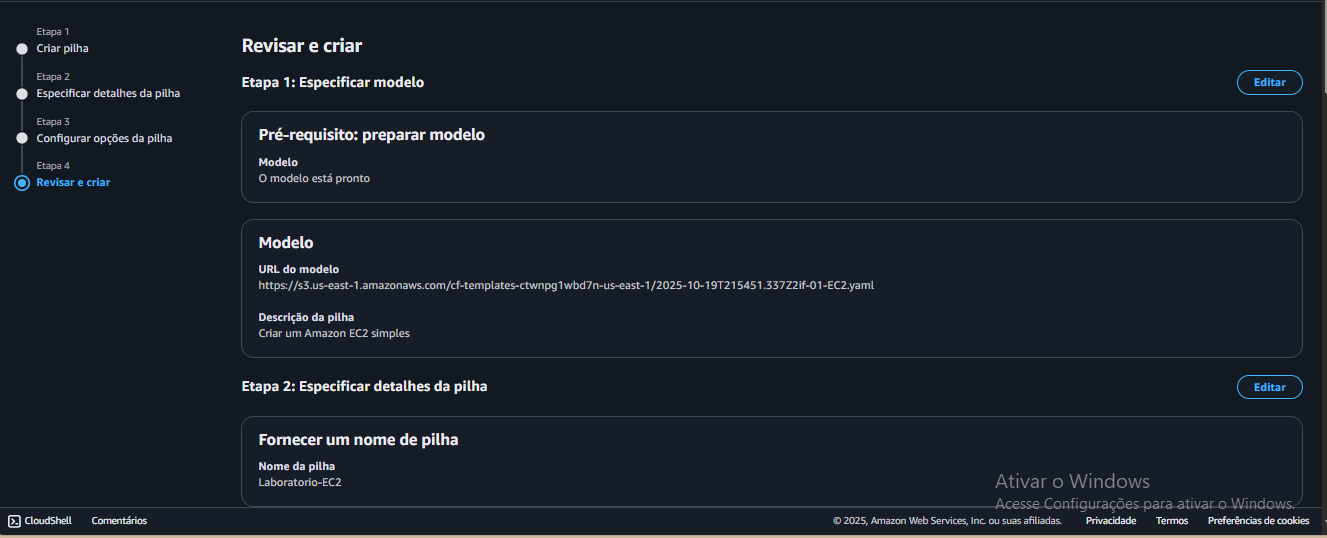 Etapa 1
Criar pilha
Etapa 2
Especificar detalhes da pilha
Etapa 3
Configurar opções da pilha
Etapa 4
Revisar e criar
Revisar e criar
Etapa 1: Especificar modelo
Editar
Pré-requisito: preparar modelo
Modelo
O modelo está pronto
Modelo
URL do modelo
https://s3.us-east-1.amazonaws.com/cf-templates-ctwnpg1wbd7n-us-east-1/2025-10-19T215451.337Z2if-01-EC2.yaml
Descrição da pilha
Criar um Amazon EC2 simples
Etapa 2: Especificar detalhes da pilha
Editar
Fornecer um nome de pilha
Nome da pilha
Laboratorio-EC2
Ativar o Windows
Acesse Configurações para ativar o Windows.
CloudShell
Comentários
© 2025, Amazon Web Services, Inc. ou suas afiliadas.
Privacidade
Termos
Preferências de cookies